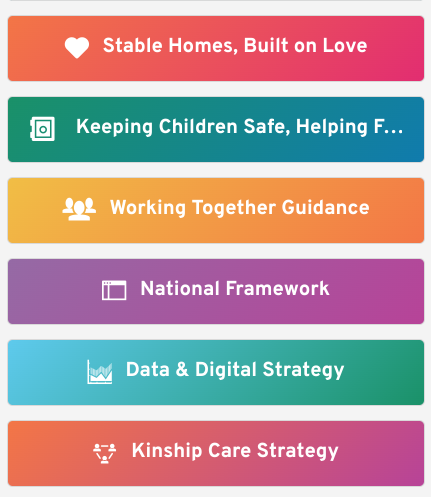 Stable Homes, Built on Love
Keeping Children Safe, Helping F...
Working Together Guidance
National Framework
Data & Digital Strategy
Kinship Care Strategy